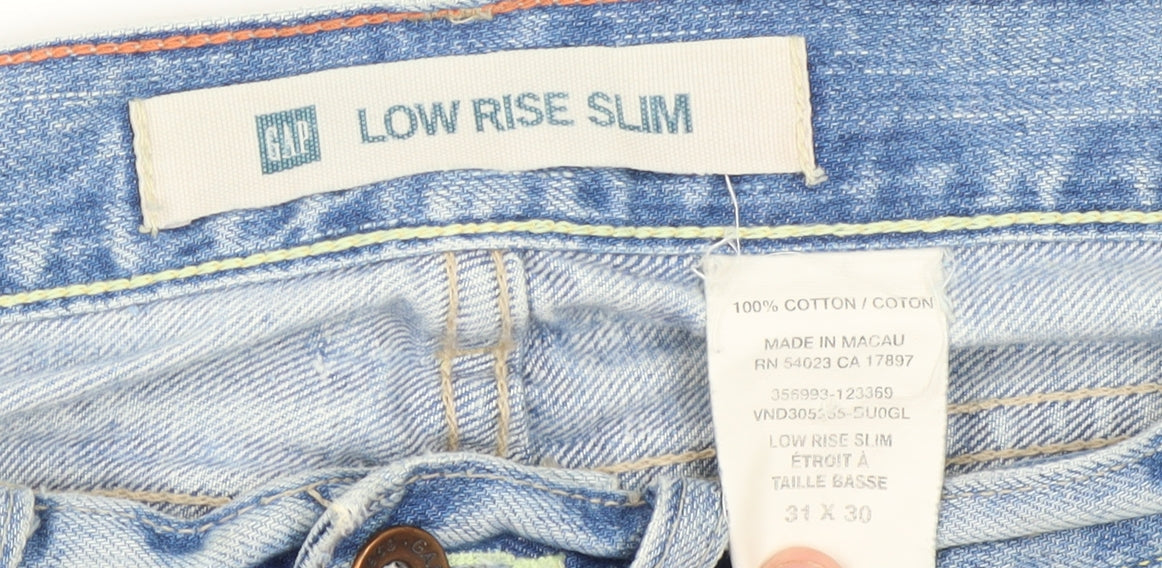 GAP LOW RISE SLIM
100% COTTON / COTON
MADE IN MACAU
RN 54023 CA 17897
356993-123369
LOW RISE SLIM
ÉTROIT À
TAILLE BASSE
31 X 30